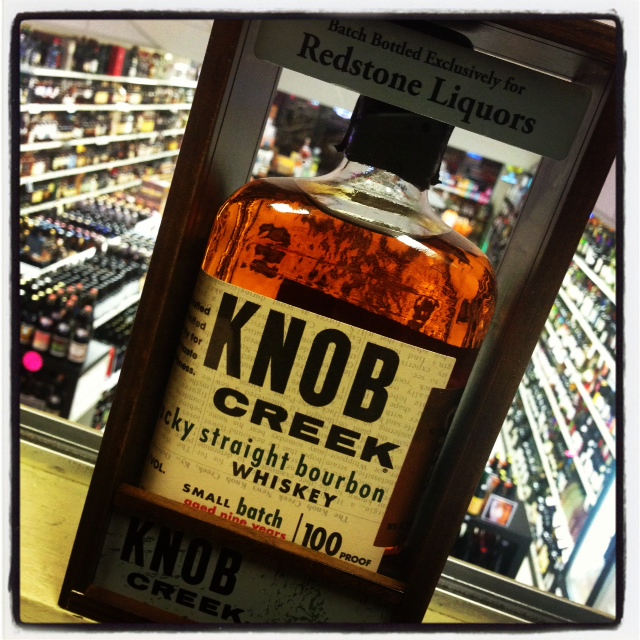 Batch Bottled Exclusively for
Redstone Liquors
KNOB
CREEK
cky straight bourbon
WHISKEY
VOL.
SMALL batch
aged nine years
100 PROOF
KNOB
CREEK